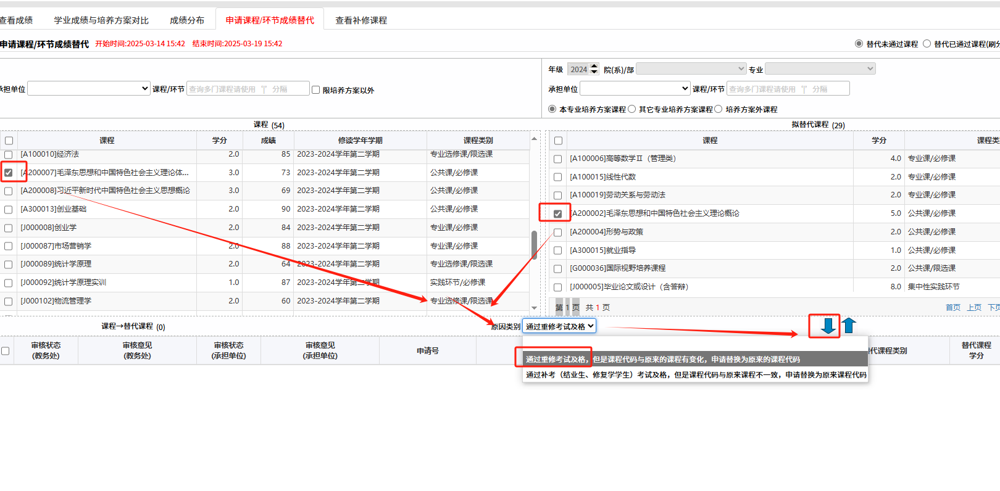 查看成绩 学业成绩与培养方案对比 成绩分布 申请课程/环节成绩替代 查看补修课程
申请课程/环节成绩替代 开始时间:2025-03-14 15:42 结束时间:2025-03-19 15:42 替代未通过课程 替代已通过课程(刷分
年级 2024 院(系)/部 专业
承担单位 课程/环节 查询多门课程请使用 '|' 分隔 限培养方案以外 承担单位 课程/环节 查询多门课程请使用 '|' 分隔
本专业培养方案课程 其它专业培养方案课程 培养方案外课程
课程 (54)
课程 学分 成绩 修读学年学期 课程类别
[A100010]经济法 2.0 85 2023-2024学年第二学期 专业选修课/限选课
[A200007]毛泽东思想和中国特色社会主义理论体... 3.0 73 2023-2024学年第二学期 公共课/必修课
[A200008]习近平新时代中国特色社会主义思想概论 3.0 69 2023-2024学年第二学期 公共课/必修课
[A300013]创业基础 2.0 90 2023-2024学年第二学期 公共课/必修课
[J000008]创业学 2.0 84 2023-2024学年第二学期 专业课/必修课
[J000087]市场营销学 2.0 88 2023-2024学年第二学期 专业课/必修课
[J000089]统计学原理 2.0 64 2023-2024学年第二学期 专业选修课/限选课
[J000092]统计学原理实训 1.0 87 2023-2024学年第二学期 实践环节/必修课
[J000102]物流管理学 2.0 60 2023-2024学年第二学期 专业选修课/限选课
拟替代课程 (29)
课程 学分 课程类
[A100006]高等数学Ⅱ（管理类） 4.0 专业课/必修课
[A100015]线性代数 2.0 专业课/必修课
[A100019]劳动关系与劳动法 2.0 专业课/必修课
[A200002]毛泽东思想和中国特色社会主义理论概论 5.0 公共课/必修课
[A200004]形势与政策 2.0 公共课/必修课
[A300015]就业指导 1.0 公共课/必修课
[G000036]国际视野培养课程 2.0 公共课/限选课
[J000005]毕业论文或设计（含答辩） 8.0 集中性实践环节
第 1 页 共 1 页 首页 上页 下页
课程→替代课程 (0) 原因类别 通过重修考试及格
审核状态(教务处) 审核意见(教务处) 审核状态(承担单位) 审核意见(承担单位) 申请号 替代课程类别 替代课程学分
通过重修考试及格，但是课程代码与原来的课程有变化，申请替换为原来的课程代码
通过补考（结业生、修复学学生）考试及格，但是课程代码与原来课程不一致，申请替换为原来课程代码